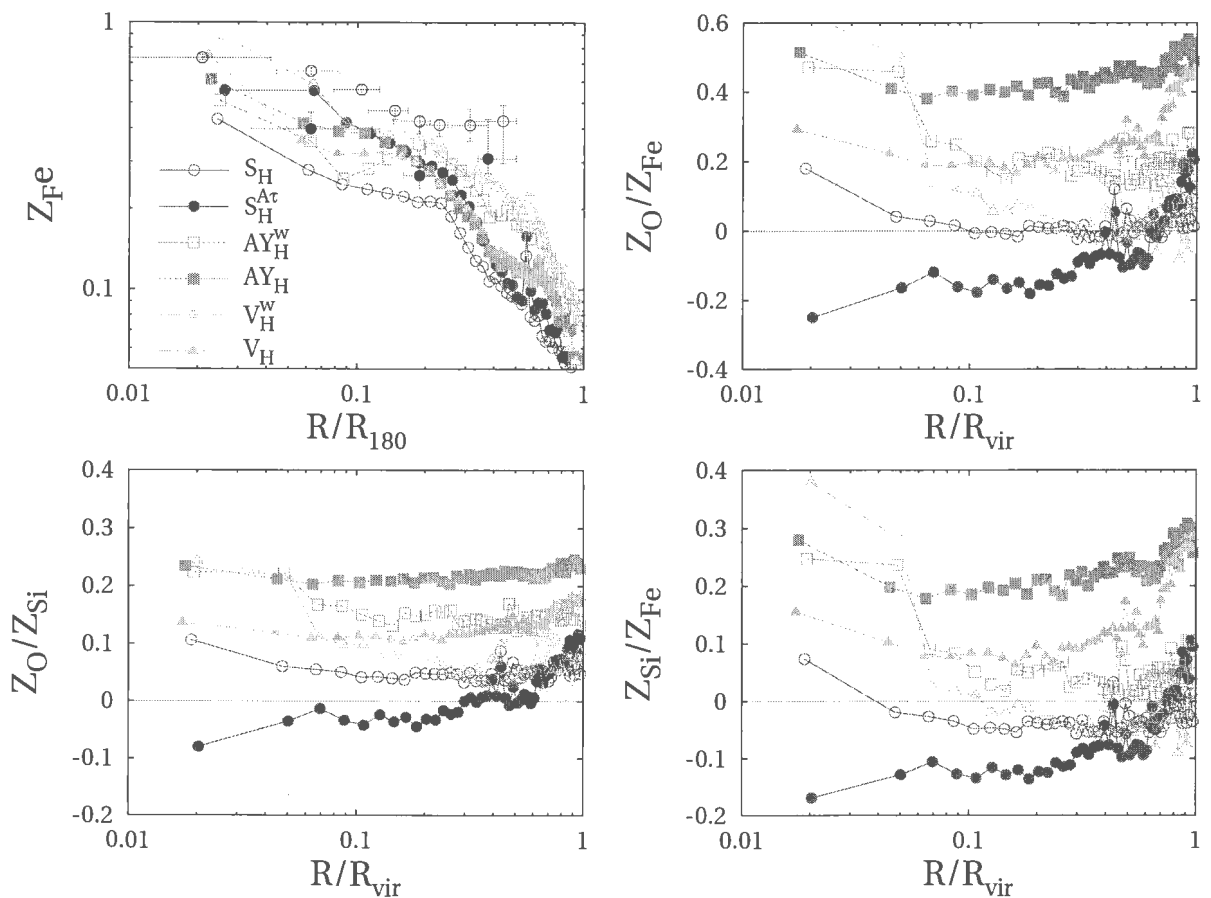 1
0.1
Z_Fe
0.01
0.1
1
R/R_180
S_H
S_H^Aτ
AY_H^w
AY_H
V_H^w
V_H
0.6
0.4
0.2
0
-0.2
-0.4
Z_O/Z_Fe
0.01
0.1
1
R/R_vir
0.4
0.3
0.2
0.1
0
-0.1
-0.2
Z_O/Z_Si
0.01
0.1
1
R/R_vir
0.4
0.3
0.2
0.1
0
-0.1
-0.2
Z_Si/Z_Fe
0.01
0.1
1
R/R_vir